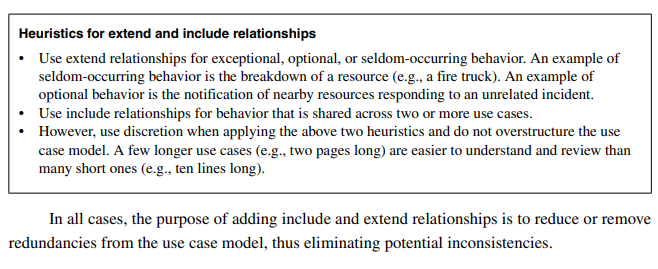 Heuristics for extend and include relationships
• Use extend relationships for exceptional, optional, or seldom-occurring behavior. An example of
seldom-occurring behavior is the breakdown of a resource (e.g., a fire truck). An example of
optional behavior is the notification of nearby resources responding to an unrelated incident.
• Use include relationships for behavior that is shared across two or more use cases.
• However, use discretion when applying the above two heuristics and do not overstructure the use
case model. A few longer use cases (e.g., two pages long) are easier to understand and review than
many short ones (e.g., ten lines long).
In all cases, the purpose of adding include and extend relationships is to reduce or remove
redundancies from the use case model, thus eliminating potential inconsistencies.